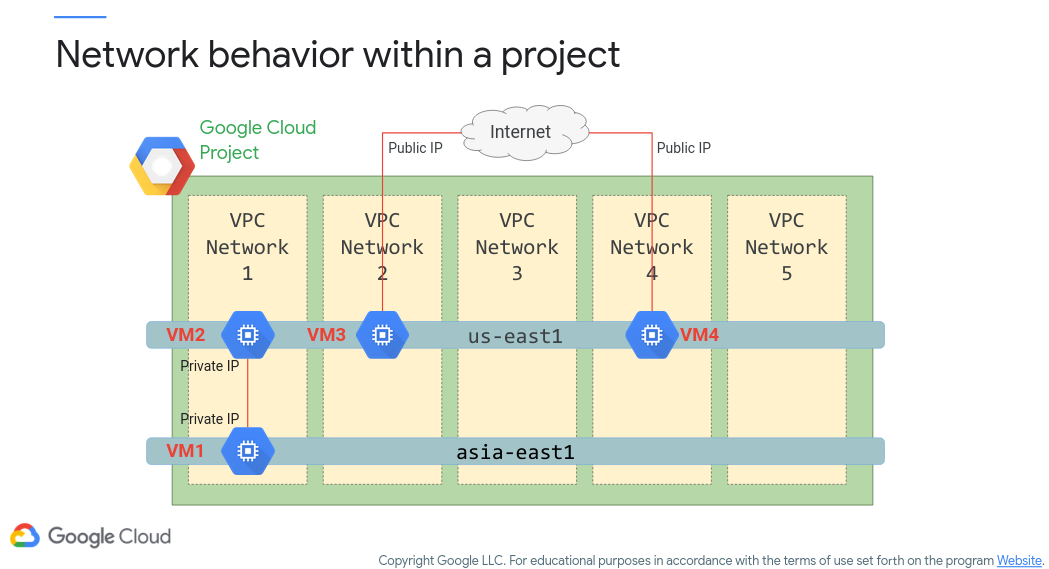 Network behavior within a project
Google Cloud
Project
Internet
Public IP
Public IP
VPC
Network
1
VPC
Network
2
VPC
Network
3
VPC
Network
4
VPC
Network
5
VM2
VM3
us-east1
VM4
Private IP
Private IP
VM1
asia-east1
Google Cloud
Copyright Google LLC. For educational purposes in accordance with the terms of use set forth on the program Website.